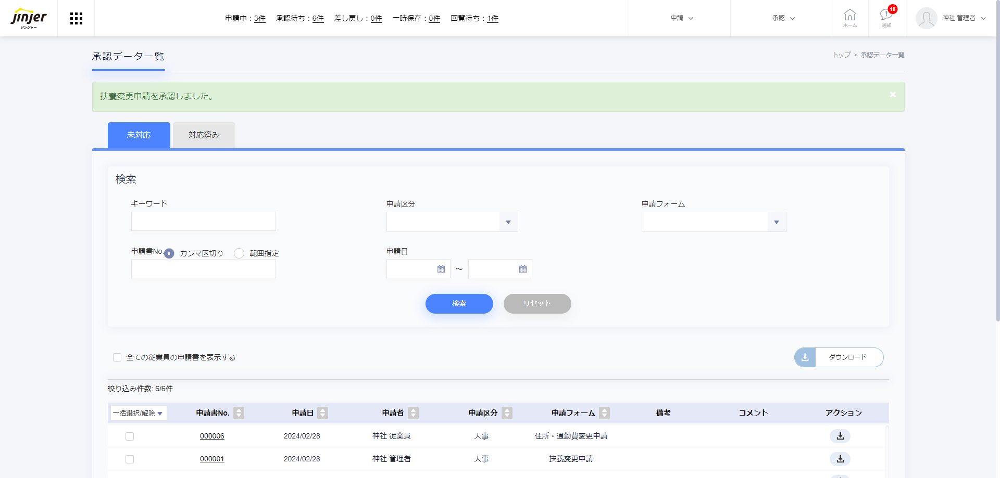 jinjer
ジンジャー
申請中：3件 承認待ち：6件 差し戻し：0件 一時保存：0件 回覧待ち：1件
申請
承認
ホーム
18
通知
神社 管理者
承認データ一覧
トップ > 承認データ一覧
扶養変更申請を承認しました。
×
未対応
対応済み
検索
キーワード
申請区分
申請フォーム
申請書No.
カンマ区切り
範囲指定
申請日
～
検索
リセット
全ての従業員の申請書を表示する
ダウンロード
絞り込み件数: 6/6件
一括選択/解除 申請書No. 申請日 申請者 申請区分 申請フォーム 備考 コメント アクション
000006 2024/02/28 神社 従業員 人事 住所・通勤費変更申請
000001 2024/02/28 神社 管理者 人事 扶養変更申請